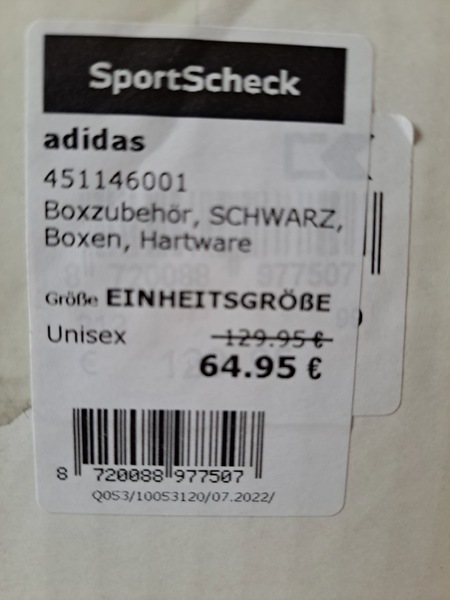 SportScheck
adidas
451146001
Boxzubehör, SCHWARZ,
Boxen, Hartware
Größe EINHEITSGRÖßE
Unisex 129.95 €
64.95 €
8 720088 977507
Q053/10053120/07.2022/